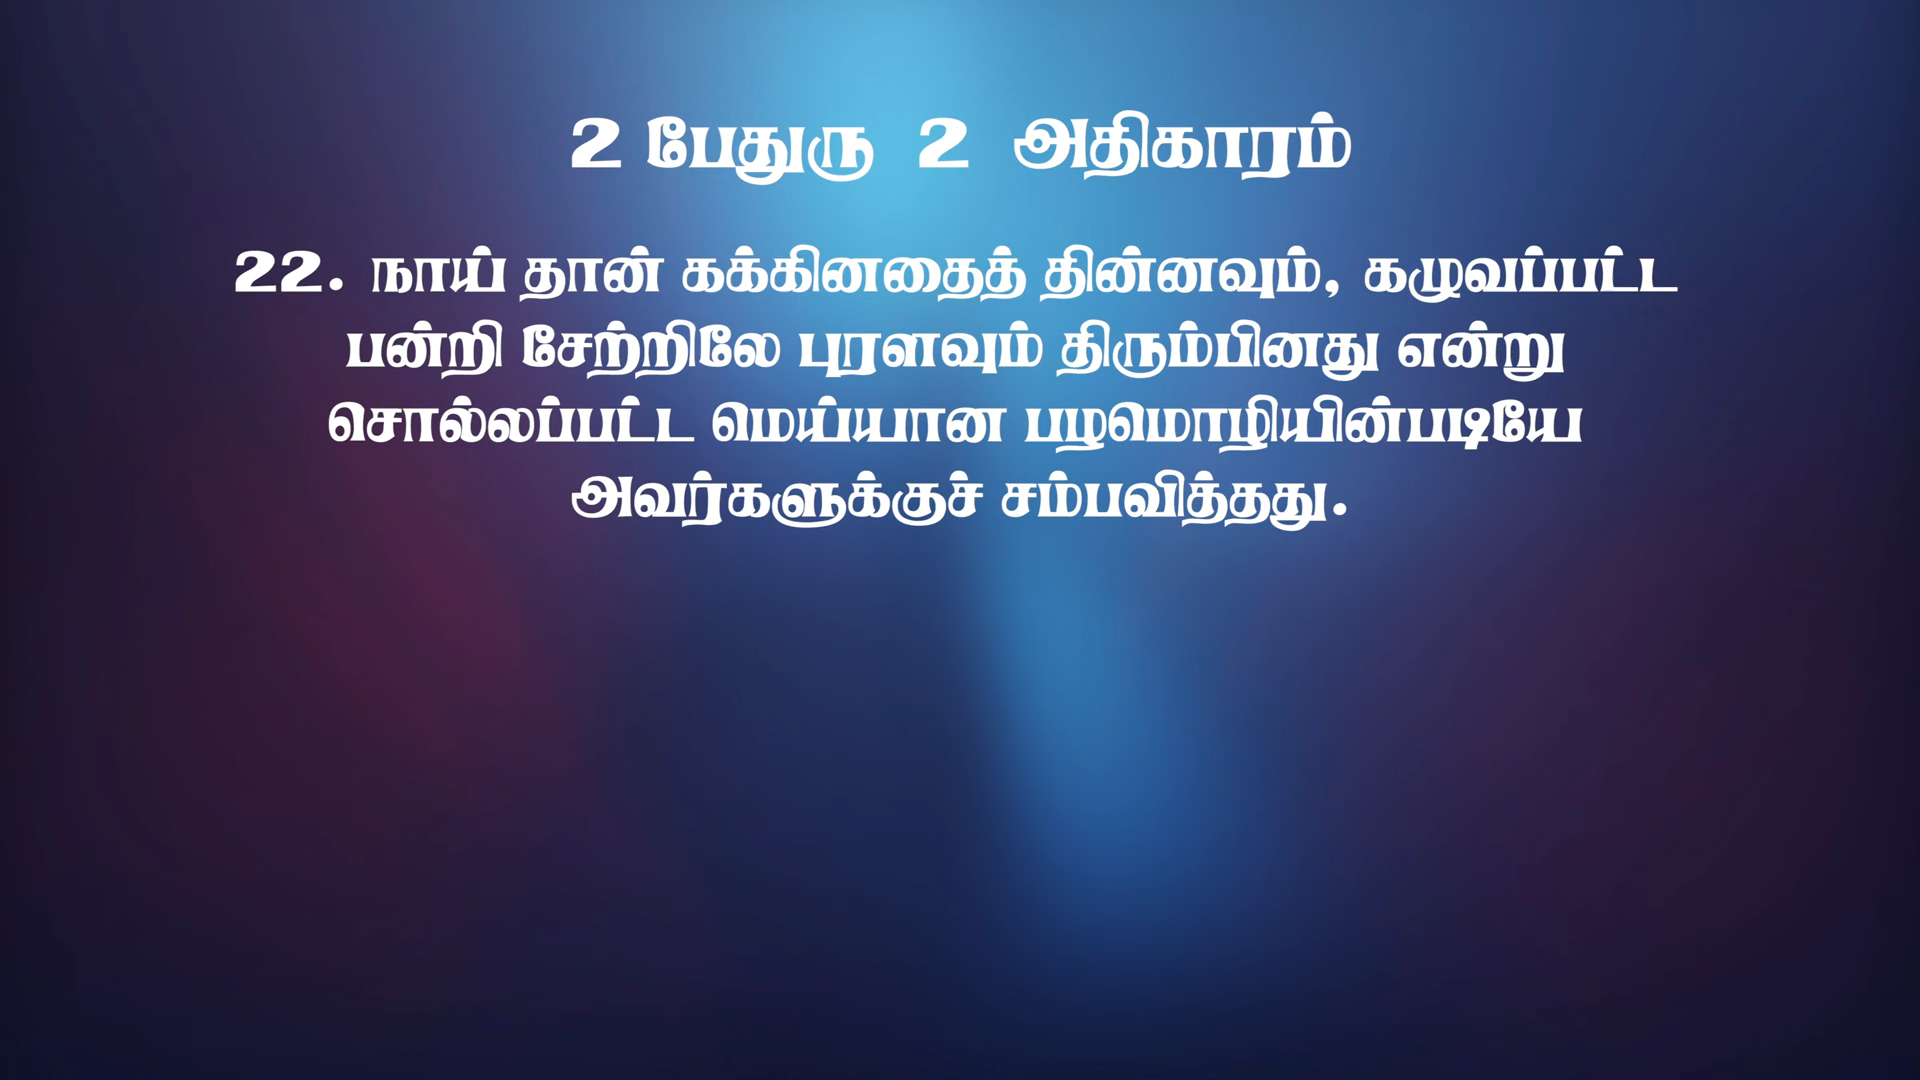 2 பேதுரு 2 அதிகாரம்
22. நாய் தான் கக்கினதைத் தின்னவும், கழுவப்பட்ட
பன்றி சேற்றிலே புரளவும் திரும்பினது என்று
சொல்லப்பட்ட மெய்யான பழமொழியின்படியே
அவர்களுக்குச் சம்பவித்தது.